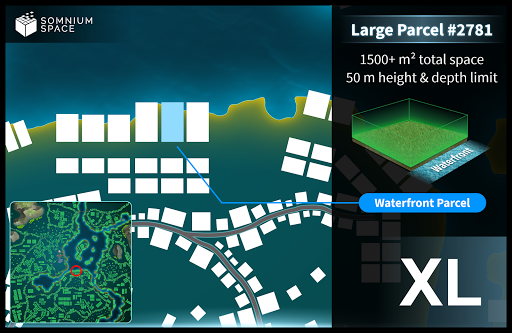 SOMNIUM
SPACE
Large Parcel #2781
1500+ m² total space
50 m height & depth limit
Waterfront
Waterfront Parcel
XL